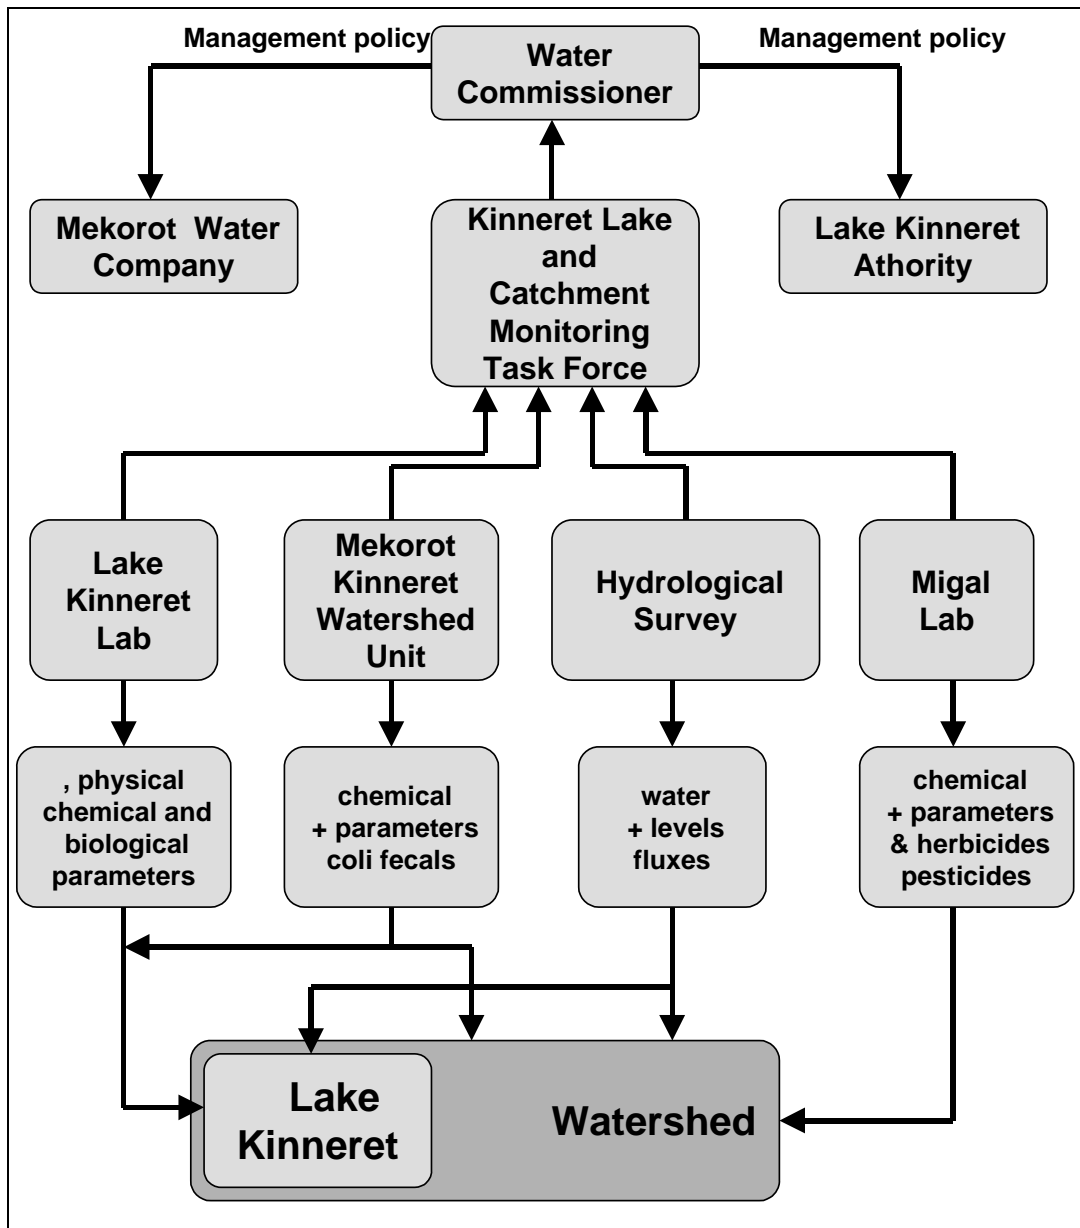 Management policy
Management policy
Water
Commissioner
Mekorot Water
Company
Kinneret Lake
and
Catchment
Monitoring
Task Force
Lake Kinneret
Athority
Lake
Kinneret
Lab
Mekorot
Kinneret
Watershed
Unit
Hydrological
Survey
Migal
Lab
, physical
chemical and
biological
parameters
chemical
+ parameters
coli fecals
water
+ levels
fluxes
chemical
+ parameters
& herbicides
pesticides
Lake
Kinneret
Watershed